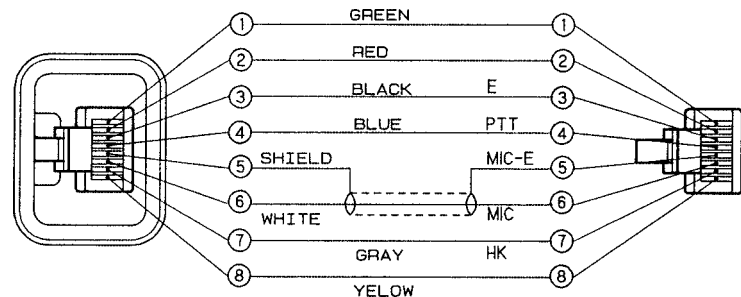 1 GREEN 1
2 RED 2
3 BLACK E 3
4 BLUE PTT 4
5 SHIELD MIC-E 5
6 WHITE MIC 6
7 GRAY HK 7
8 YELOW 8